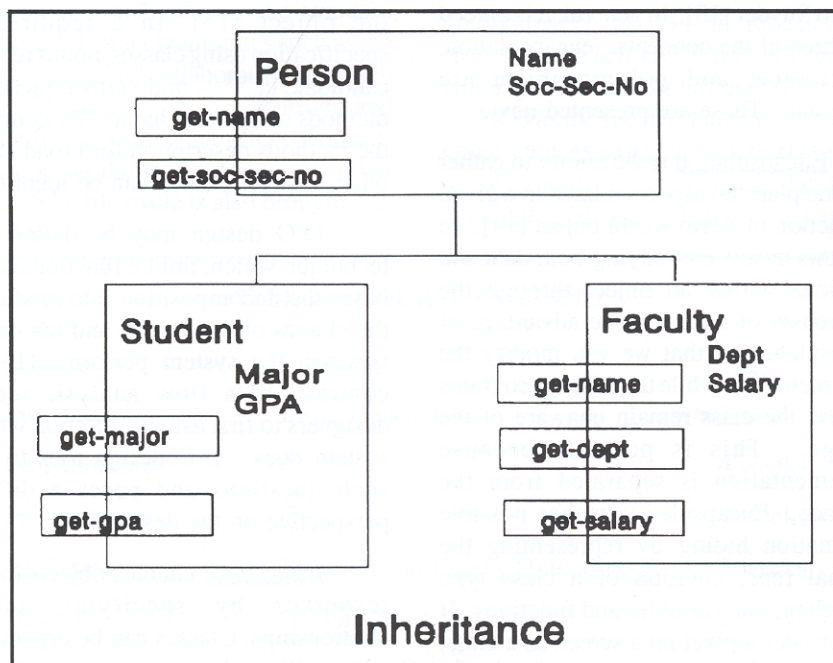 Person
Name
Soc-Sec-No
get-name
get-soc-sec-no
Student
Major
GPA
get-major
get-gpa
Faculty
Dept
Salary
get-name
get-dept
get-salary
Inheritance